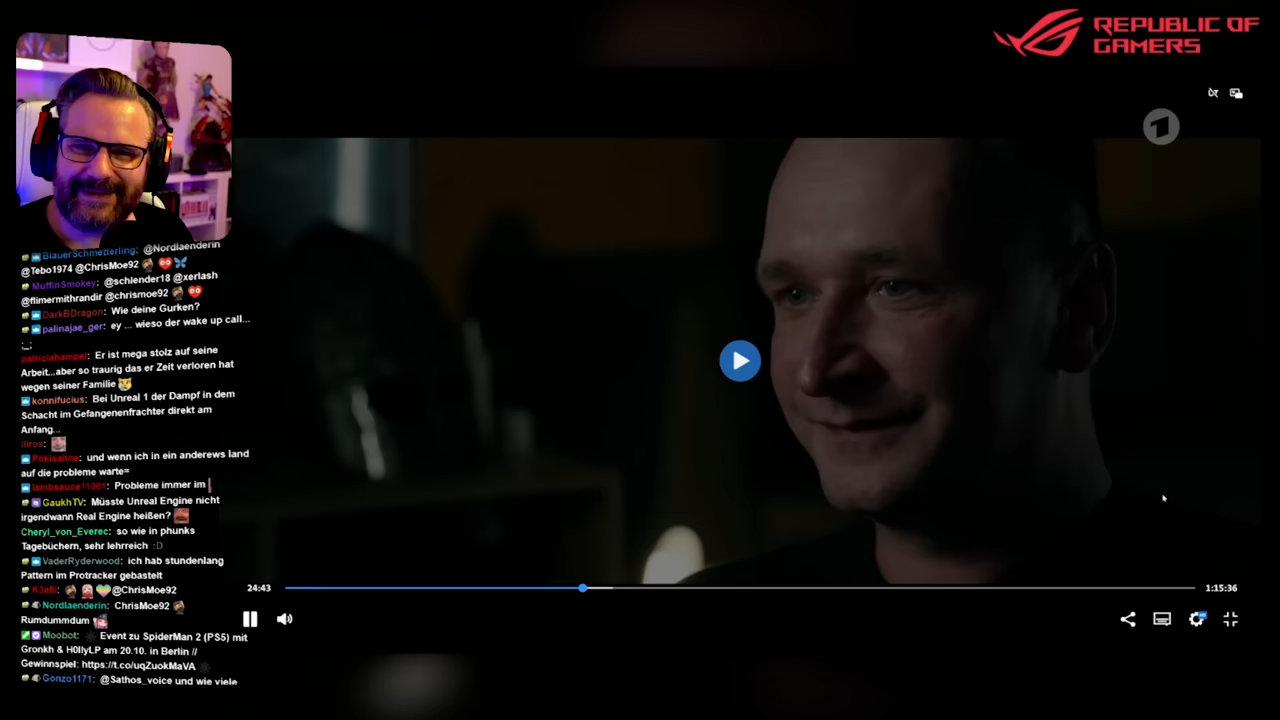 REPUBLIC OF
GAMERS
BlauerSchmetterling: @Nordlaenderin
@Tebo1974 @ChrisMoe92
MuffinSmokey: @schlender18 @xerlash
@flimermithrandir @chrismoe92
DarkBDragon: Wie deine Gurken?
palinajae_ger: ey ... wieso der wake up call...
:_;
patriciahampel: Er ist mega stolz auf seine
Arbeit...aber so traurig das er Zeit verloren hat
wegen seiner Familie
konnifucius: Bei Unreal 1 der Dampf in dem
Schacht im Gefangenenfrachter direkt am
Anfang...
Pokisahne: und wenn ich in ein anderews land
auf die probleme warte=
lambsauce11801: Probleme immer im
GaukhTV: Müsste Unreal Engine nicht
irgendwann Real Engine heißen?
Cheryl_von_Everec: so wie in phunks
Tagebüchern, sehr lehrreich :D
VaderRyderwood: ich hab stundenlang
Pattern im Protracker gebastelt
K3a8i: @ChrisMoe92
Nordlaenderin: ChrisMoe92
Rumdummdum
Moobot: Event zu SpiderMan 2 (PS5) mit
Gronkh & H0llyLP am 20.10. in Berlin //
Gewinnspiel: https://t.co/uqZuokMaVA
Gonzo1171: @Sathos_voice und wie viele
24:43
1:15:36